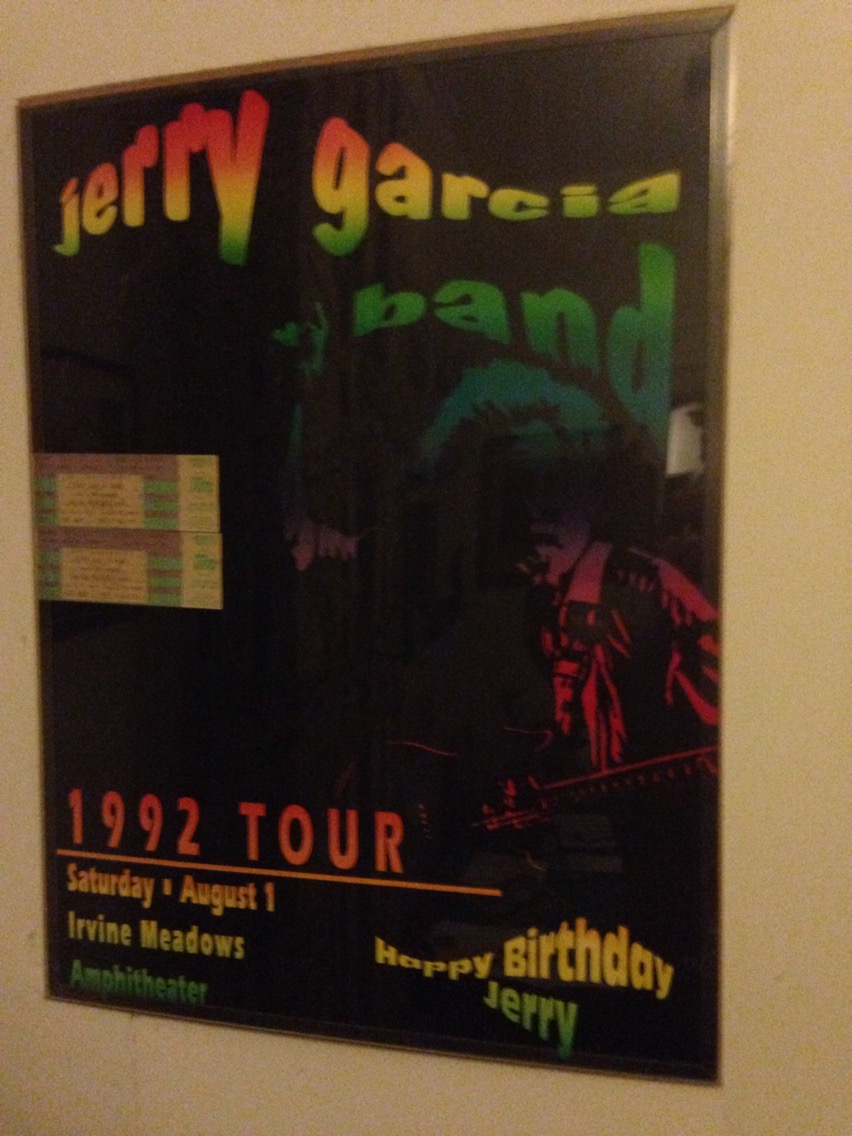 jerry garcia
band
1992 TOUR
Saturday ▪ August 1
Irvine Meadows
Amphitheater
Happy Birthday
Jerry